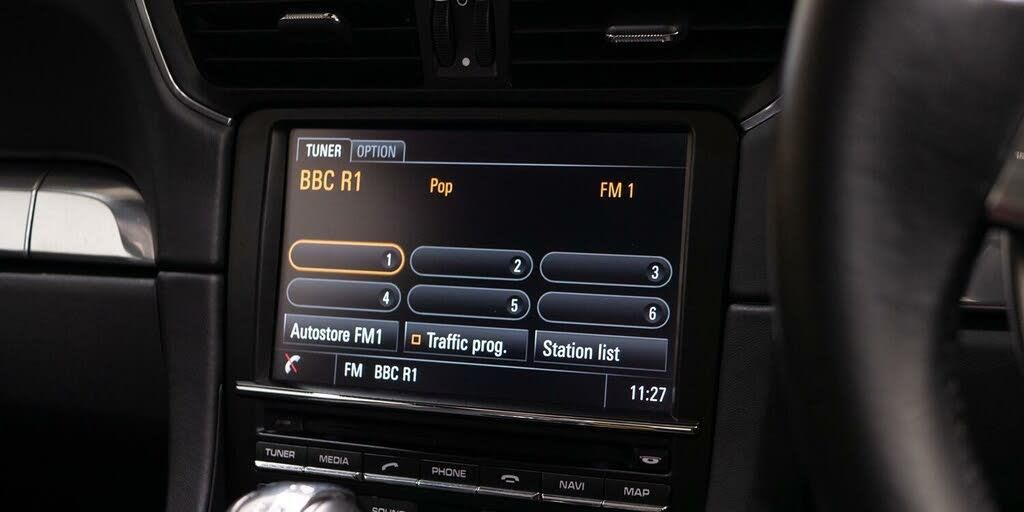 TUNER OPTION
BBC R1 Pop FM 1
1 2 3
4 5 6
Autostore FM1 Traffic prog. Station list
FM BBC R1 11:27
TUNER MEDIA PHONE NAVI MAP